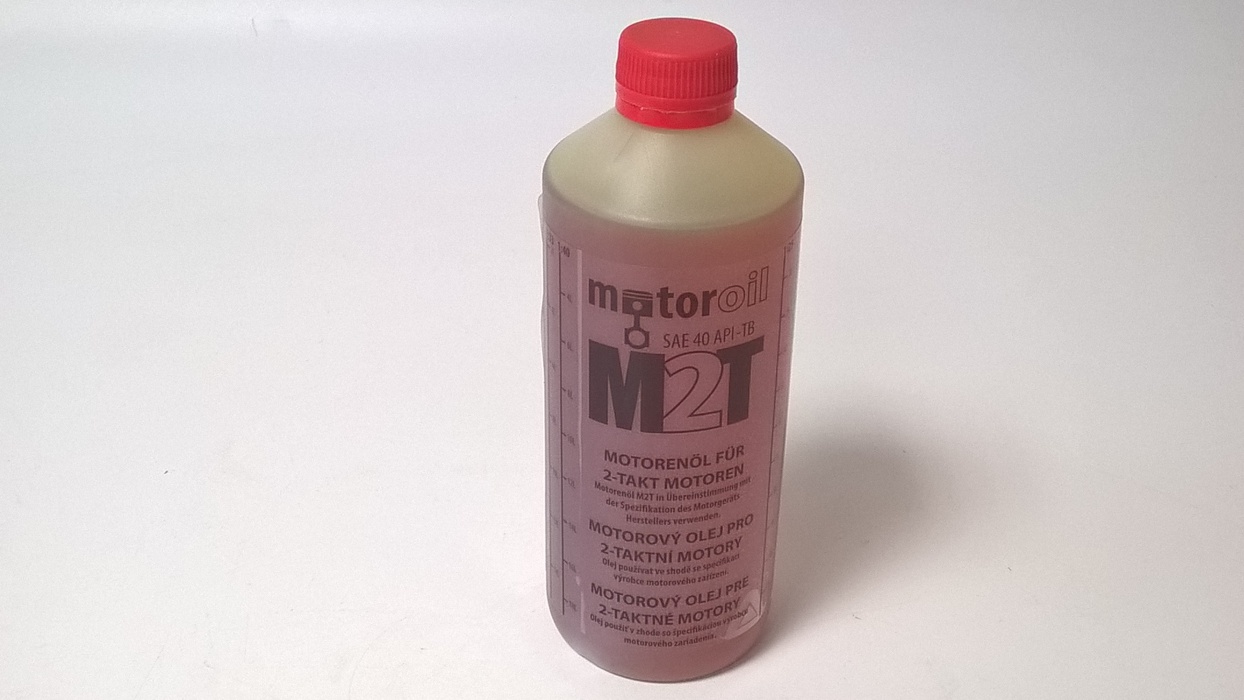 motoroil
SAE 40 API-TB
M2T
MOTORENÖL FÜR
2-TAKT MOTOREN
Motorenöl M2T in Übereinstimmung mit
der Spezifikation des Motorgeräts
Herstellers verwenden.
MOTOROVÝ OLEJ PRO
2-TAKTNÍ MOTORY
Olej používat ve shodě se specifikací
výrobce motorového zařízení.
MOTOROVÝ OLEJ PRE
2-TAKTNÉ MOTORY
Olej použiť v zhode so špecifikáciou výrobcu
motorového zariadenia.